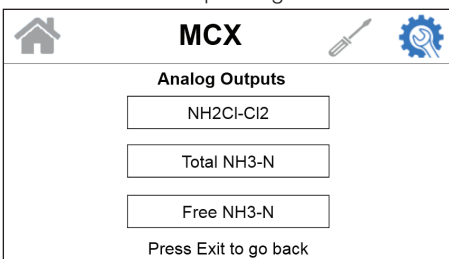 MCX
Analog Outputs
NH2Cl-Cl2
Total NH3-N
Free NH3-N
Press Exit to go back